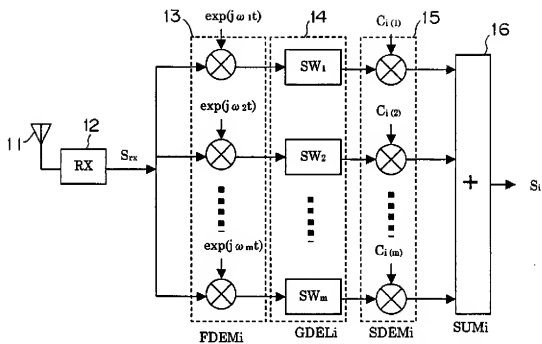 13
14
15
16
exp(jω1t)
exp(jω2t)
exp(jωmt)
Ci(1)
Ci(2)
Ci(m)
11
12
RX
Srx
SW1
SW2
SWm
+
Si
FDEMi
GDELi
SDEMi
SUMi